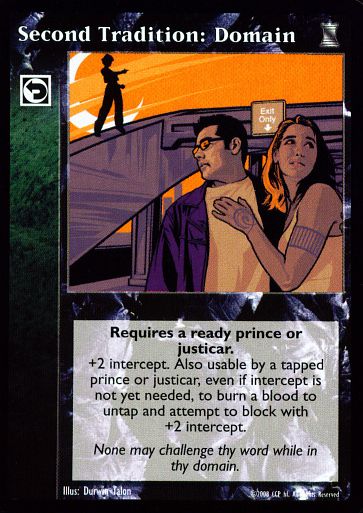 Second Tradition: Domain
Exit
Only
Requires a ready prince or
justicar.
+2 intercept. Also usable by a tapped
prince or justicar, even if intercept is
not yet needed, to burn a blood to
untap and attempt to block with
+2 intercept.
None may challenge thy word while in
thy domain.
Illus: Durwin Talon
©2008 CCP hf. All Rights Reserved